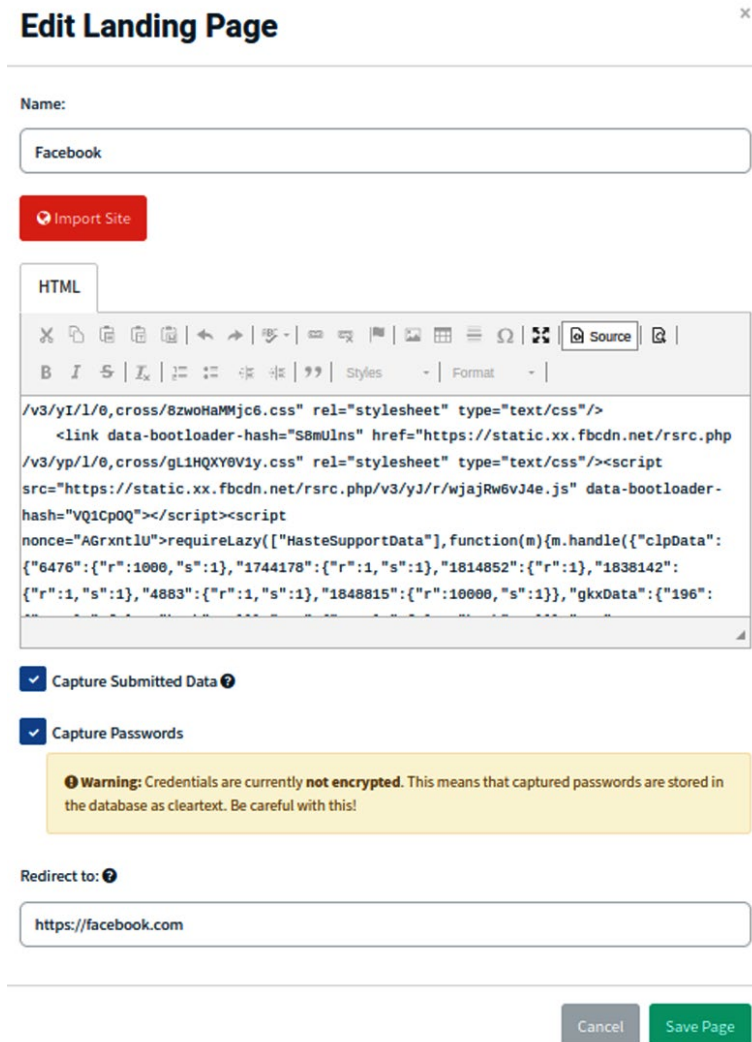 Edit Landing Page
×
Name:
Facebook
Import Site
HTML
Source
B I S Ix Styles Format
/v3/yI/l/0,cross/8zwoHaMMjc6.css" rel="stylesheet" type="text/css"/>
<link data-bootloader-hash="S8mUlns" href="https://static.xx.fbcdn.net/rsrc.php
/v3/yp/l/0,cross/gL1HQXY0V1y.css" rel="stylesheet" type="text/css"/><script
src="https://static.xx.fbcdn.net/rsrc.php/v3/yJ/r/wjajRw6vJ4e.js" data-bootloader-
hash="VQ1CpOQ"></script><script
nonce="AGrxntlU">requireLazy(["HasteSupportData"],function(m){m.handle({"clpData":
{"6476":{"r":1000,"s":1},"1744178":{"r":1,"s":1},"1814852":{"r":1},"1838142":
{"r":1,"s":1},"4883":{"r":1,"s":1},"1848815":{"r":10000,"s":1}},"gkxData":{"196":
Capture Submitted Data
Capture Passwords
Warning: Credentials are currently not encrypted. This means that captured passwords are stored in
the database as cleartext. Be careful with this!
Redirect to:
https://facebook.com
Cancel
Save Page